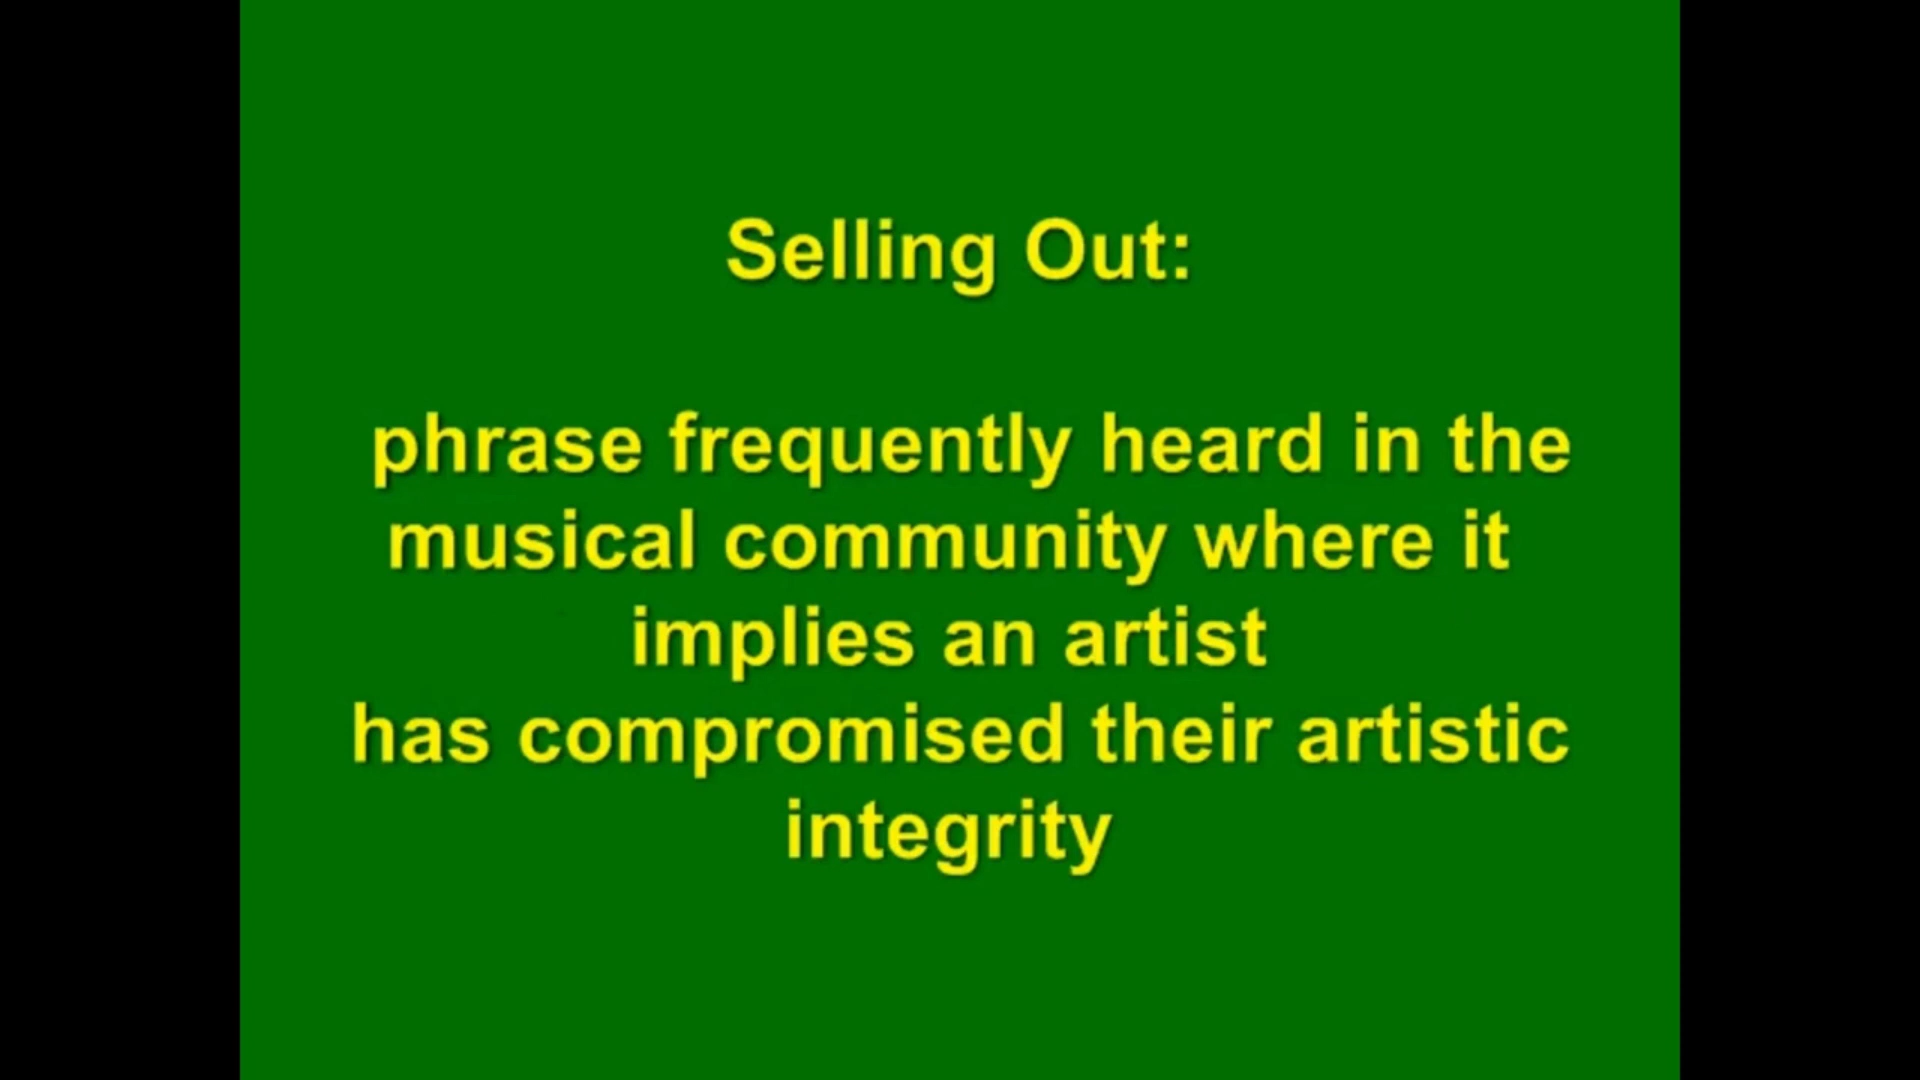 Selling Out:
phrase frequently heard in the
musical community where it
implies an artist
has compromised their artistic
integrity